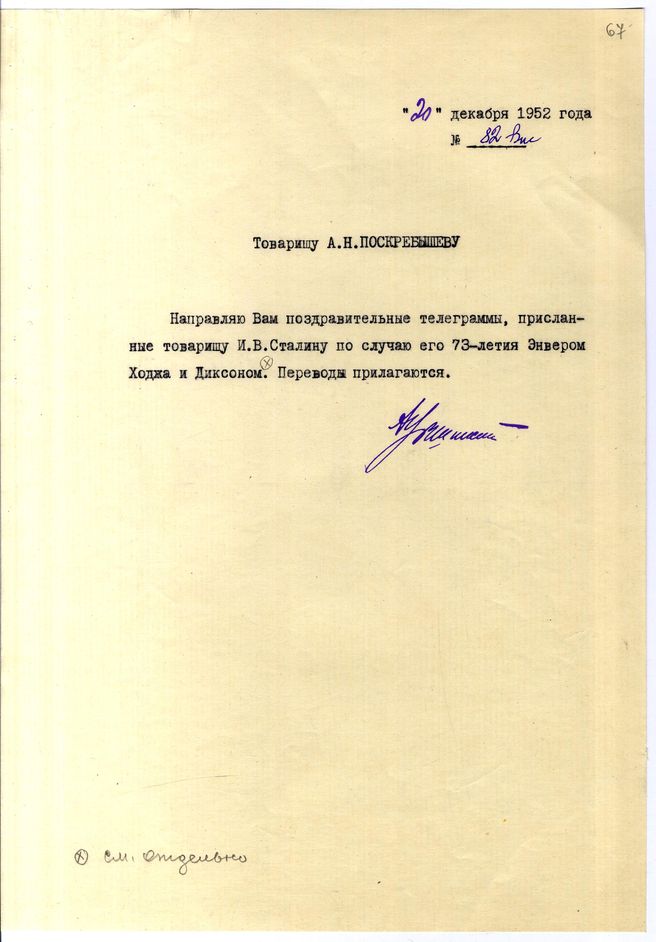 67
"20" декабря 1952 года
№ 82 Вш
Товарищу А.Н.ПОСКРЕБЫШЕВУ
Направляю Вам поздравительные телеграммы, прислан-
ные товарищу И.В.Сталину по случаю его 73-летия Энвером
Ходжа и Диксоном.ⓧ Переводы прилагаются.
ⓧ см. отдельно